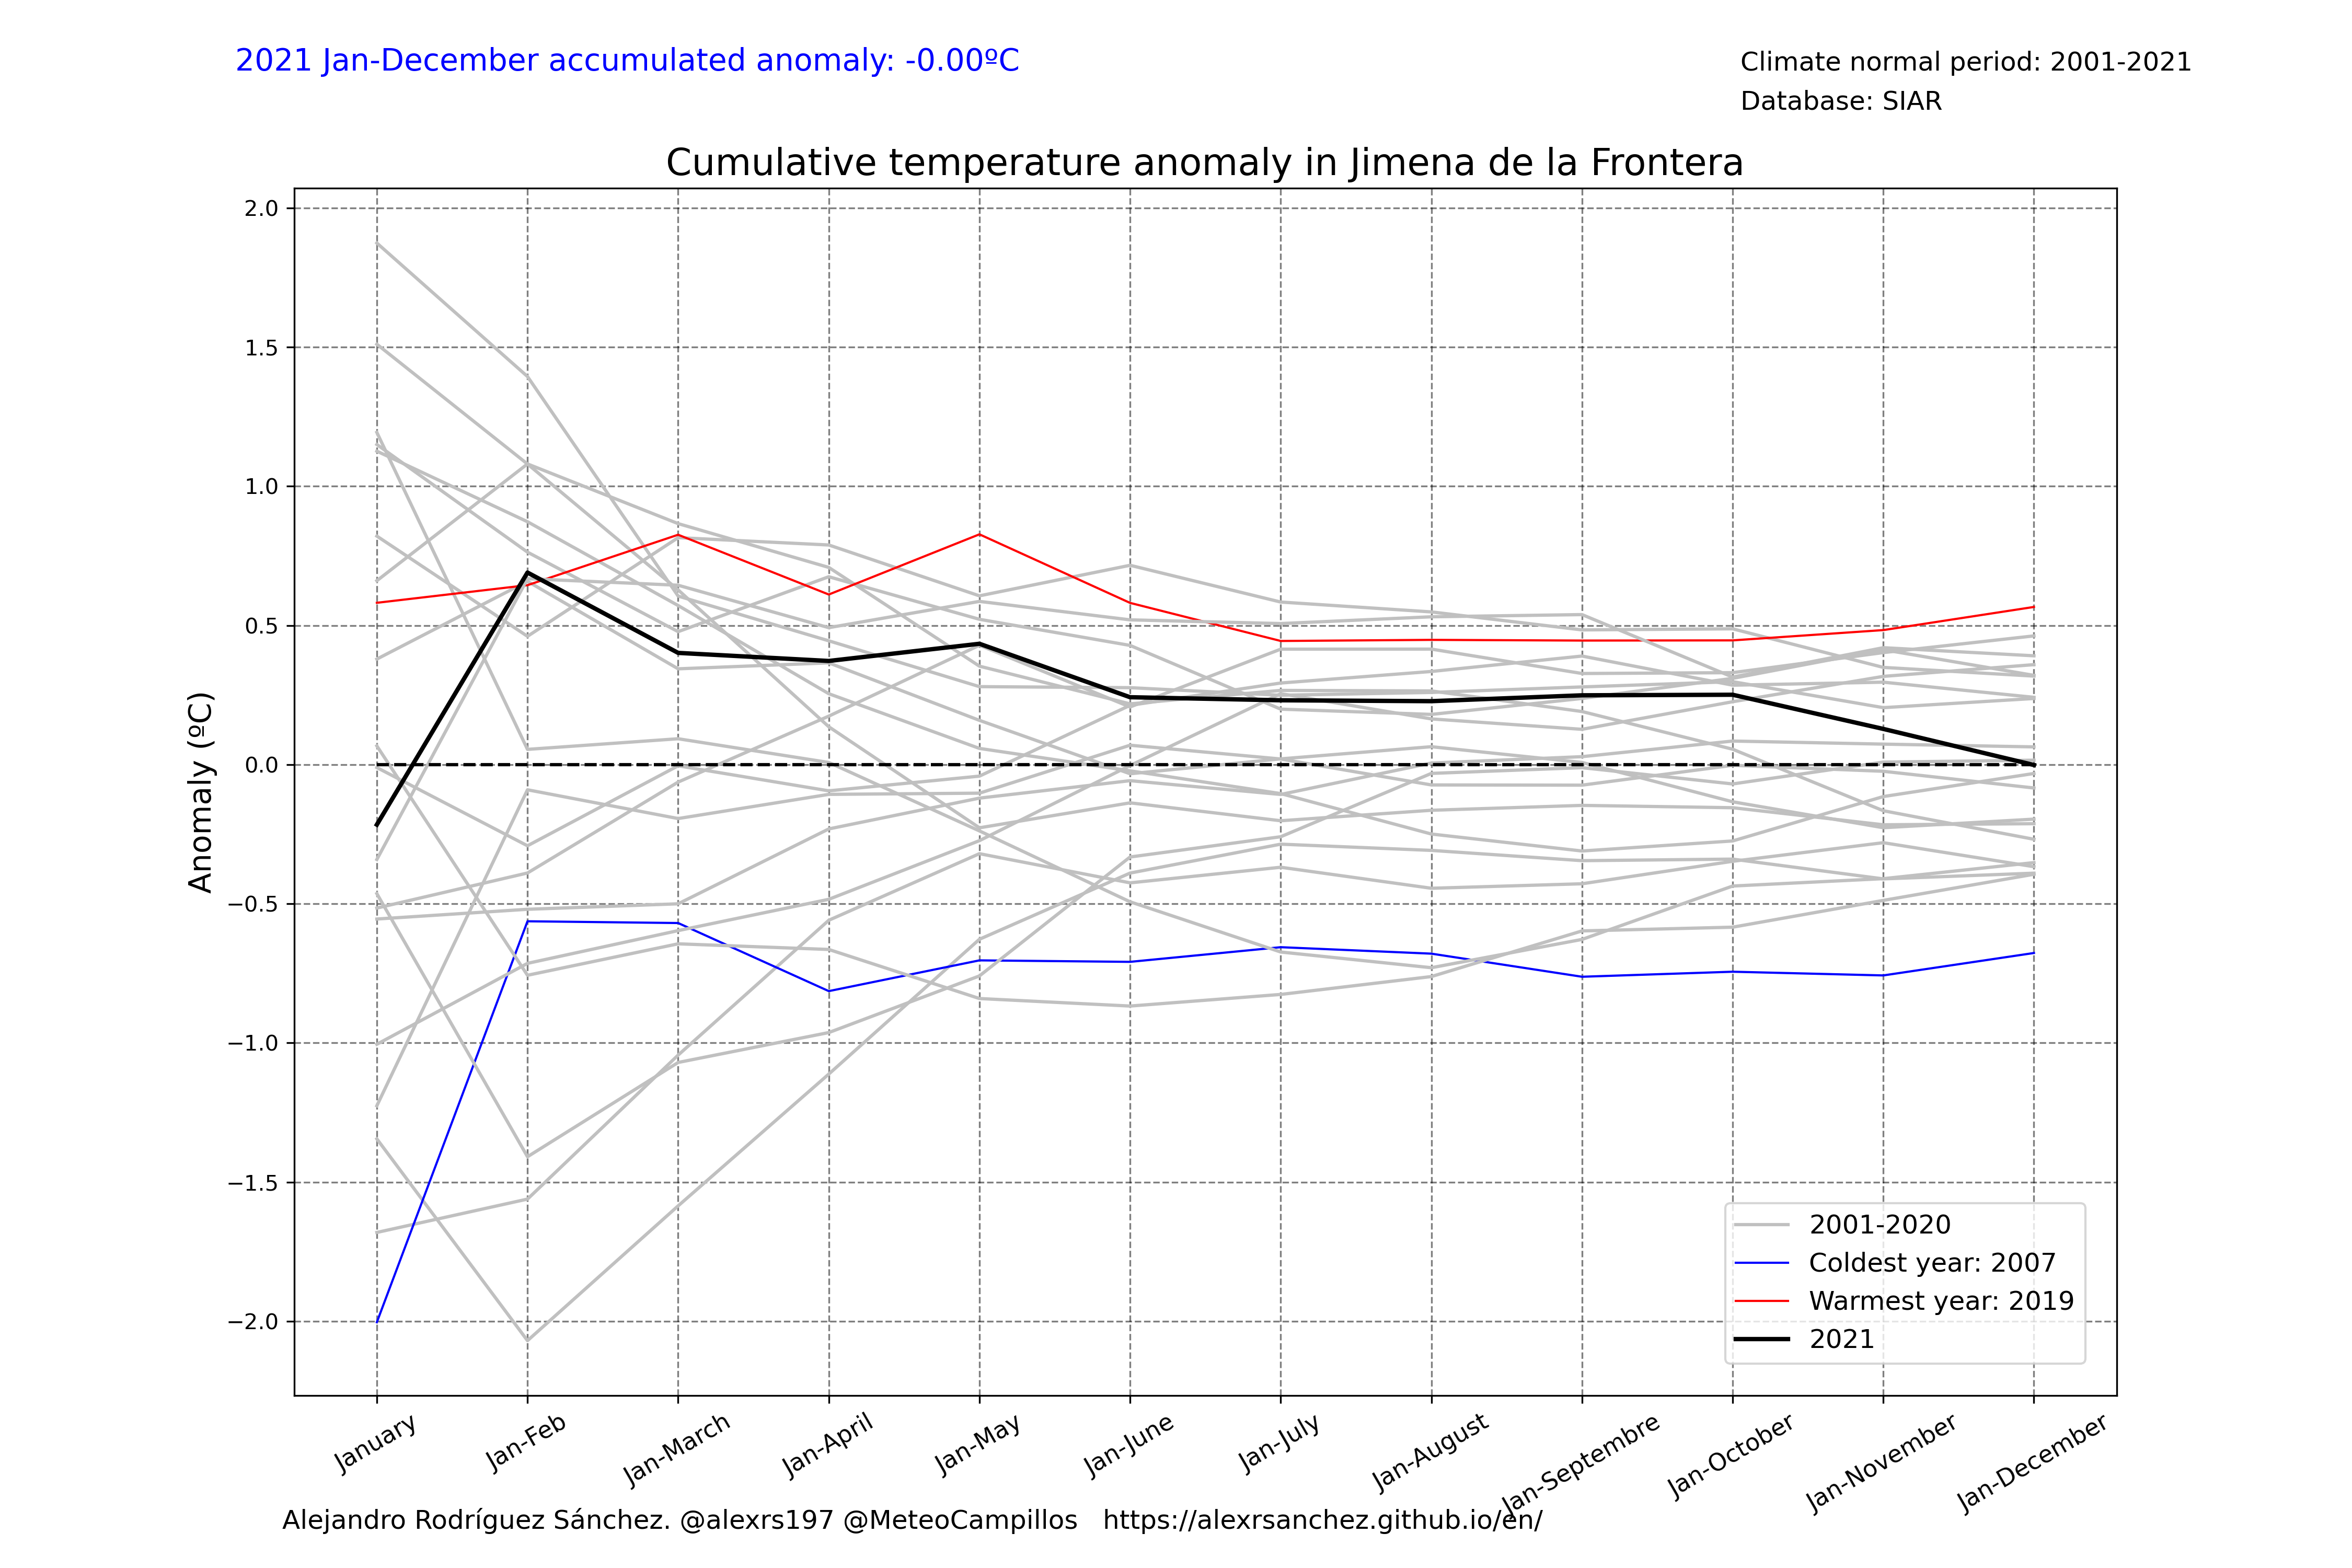 2021 Jan-December accumulated anomaly: -0.00ºC
Climate normal period: 2001-2021
Database: SIAR
Cumulative temperature anomaly in Jimena de la Frontera
Anomaly (ºC)
2.0
1.5
1.0
0.5
0.0
−0.5
−1.0
−1.5
−2.0
2001-2020
Coldest year: 2007
Warmest year: 2019
2021
January
Jan-Feb
Jan-March
Jan-April
Jan-May
Jan-June
Jan-July
Jan-August
Jan-Septembre
Jan-October
Jan-November
Jan-December
Alejandro Rodríguez Sánchez. @alexrs197 @MeteoCampillos https://alexrsanchez.github.io/en/